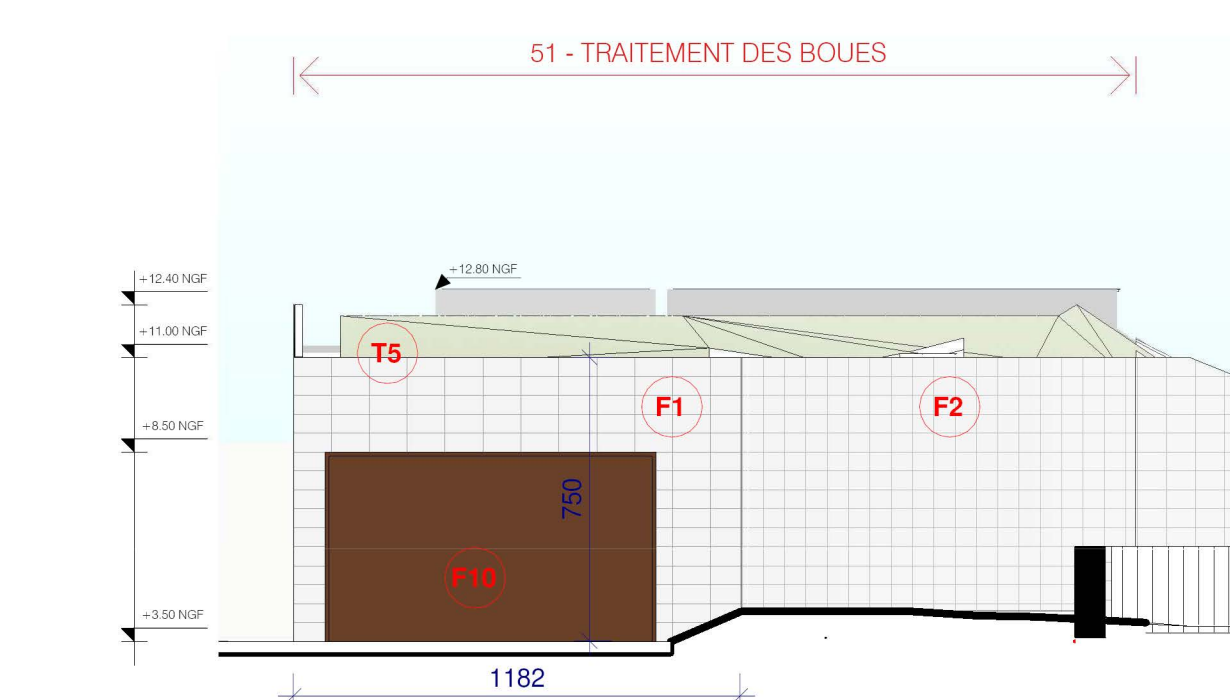 51 - TRAITEMENT DES BOUES
+12.80 NGF
+12.40 NGF
+11.00 NGF
T5
F1
F2
+8.50 NGF
750
F10
+3.50 NGF
1182